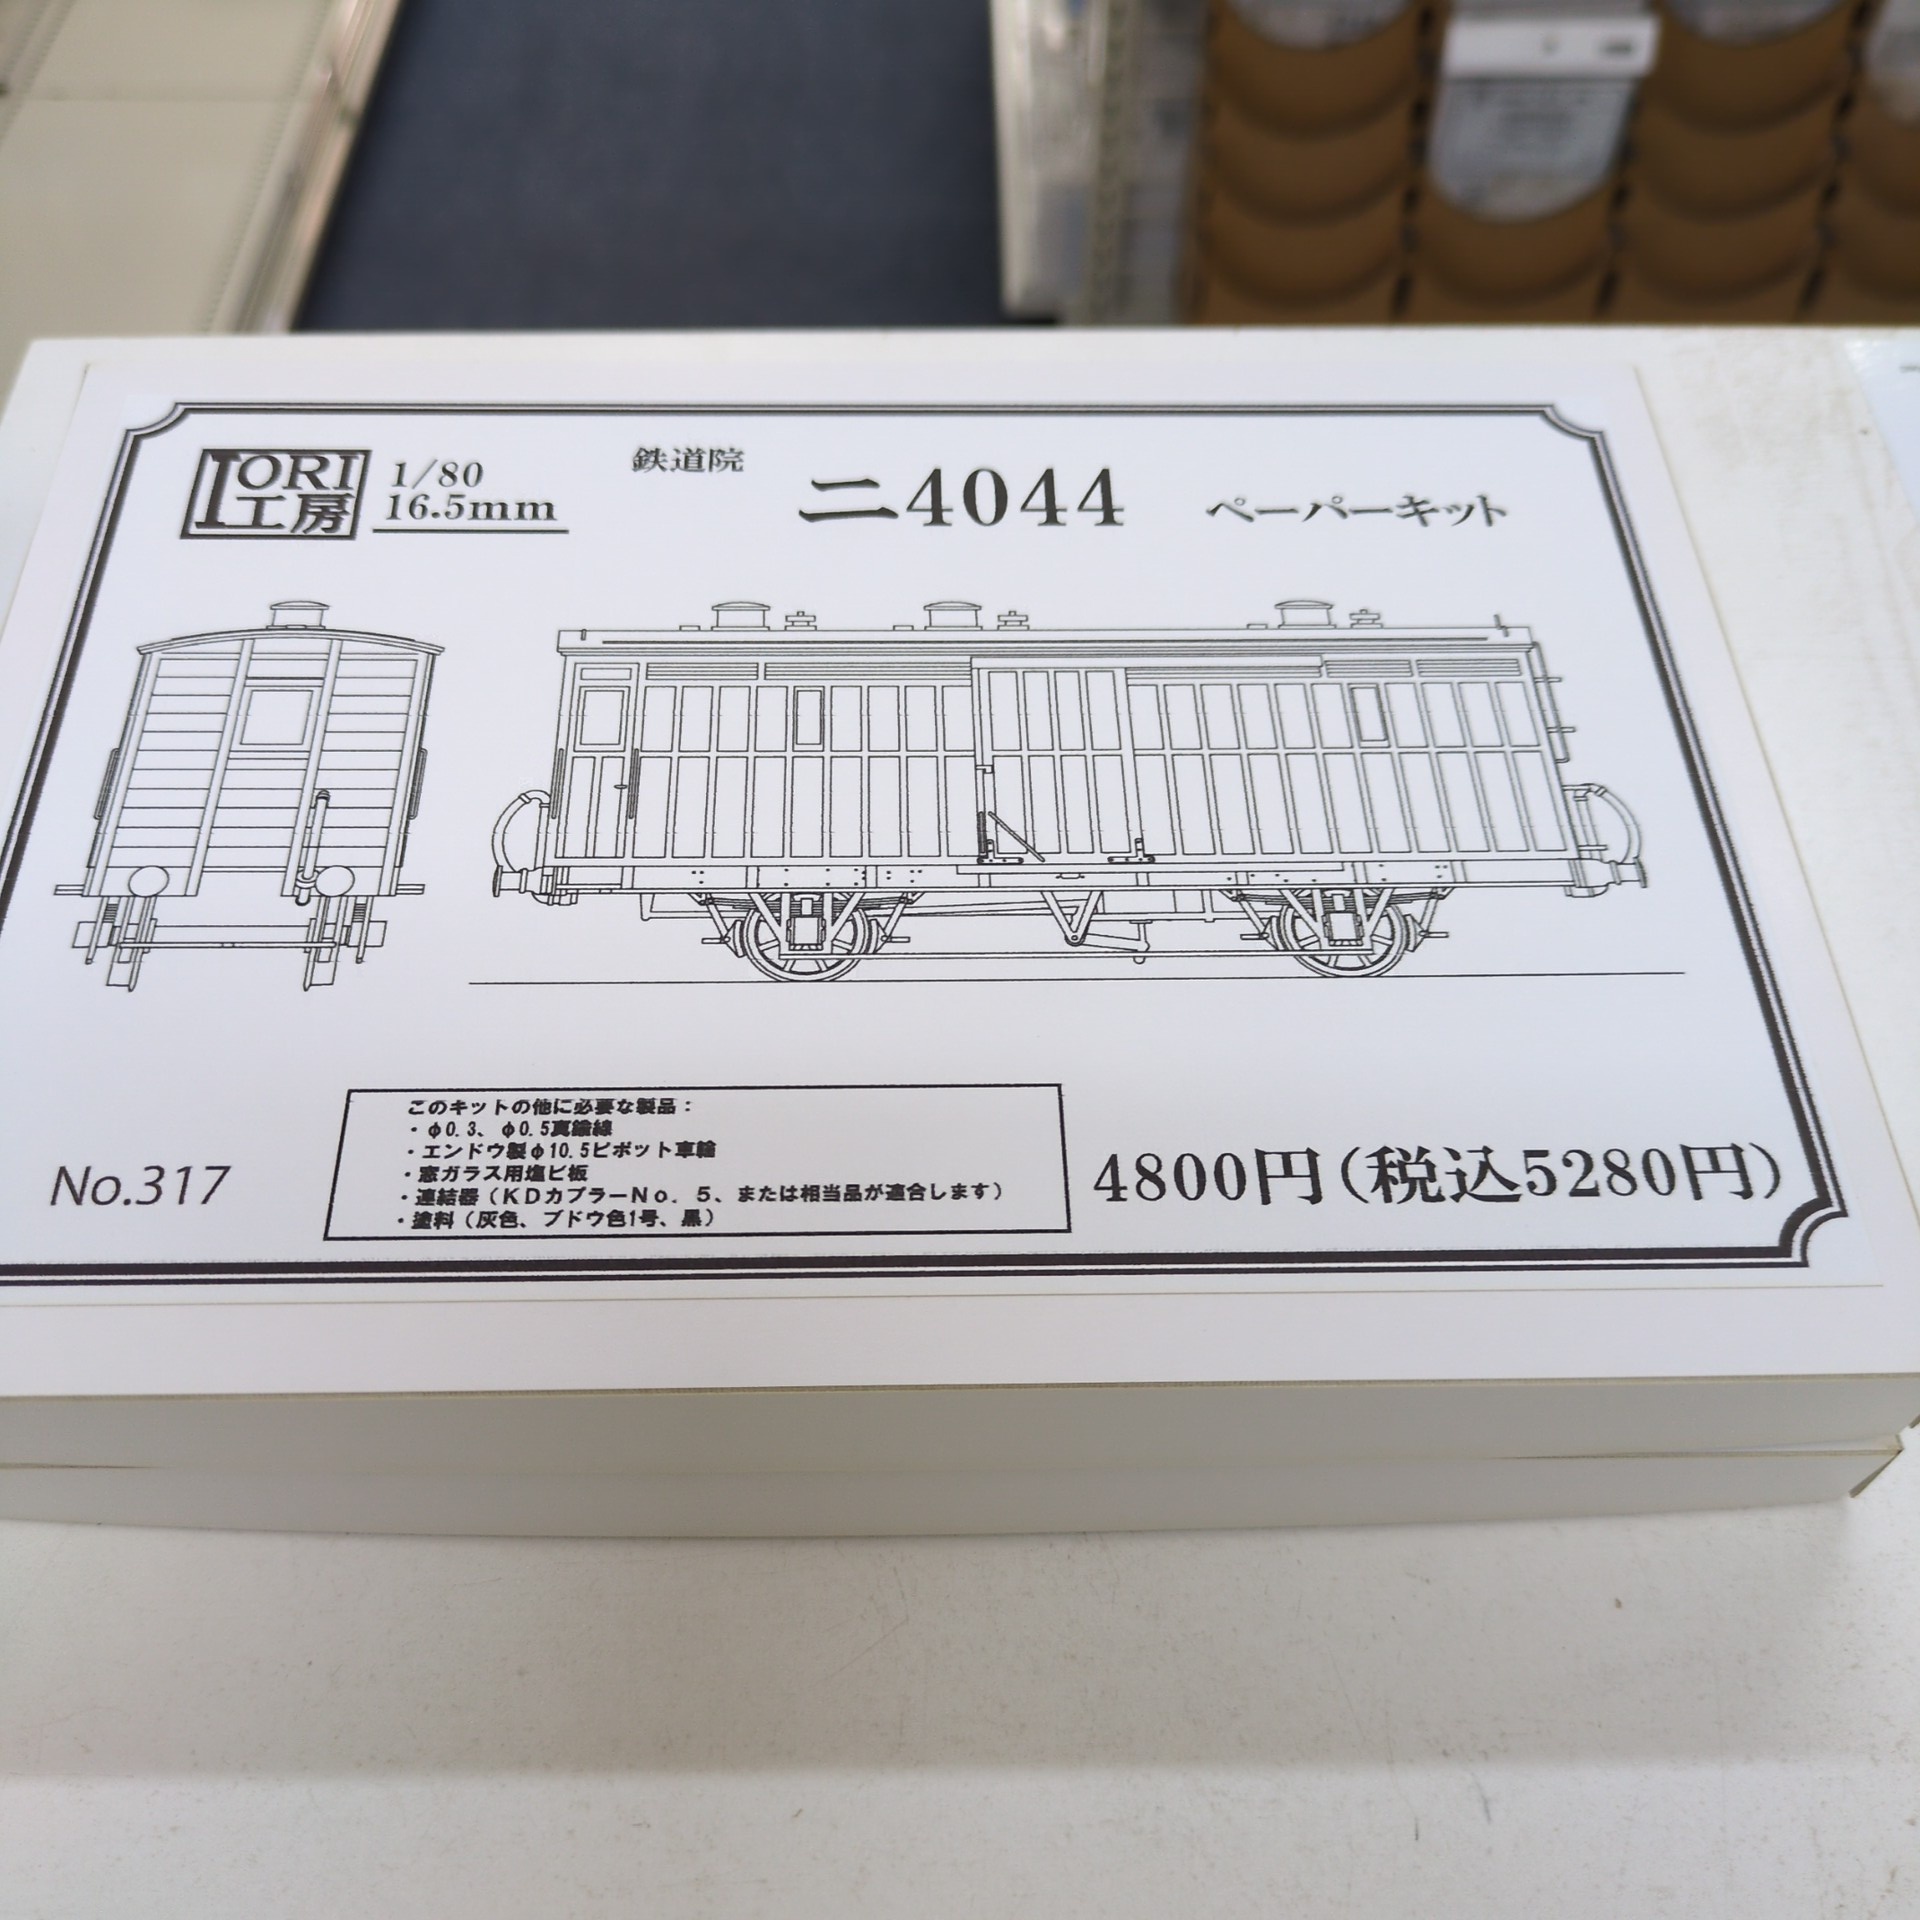 IORI
工房
1/80
16.5mm
鉄道院
ニ4044
ペーパーキット
このキットの他に必要な製品：
・φ0.3、φ0.5真鍮線
・エンドウ製φ10.5ピボット車輪
・窓ガラス用塩ビ板
・連結器（KDカプラーNo．5、または相当品が適合します）
・塗料（灰色、ブドウ色1号、黒）
No.317
4800円（税込5280円）